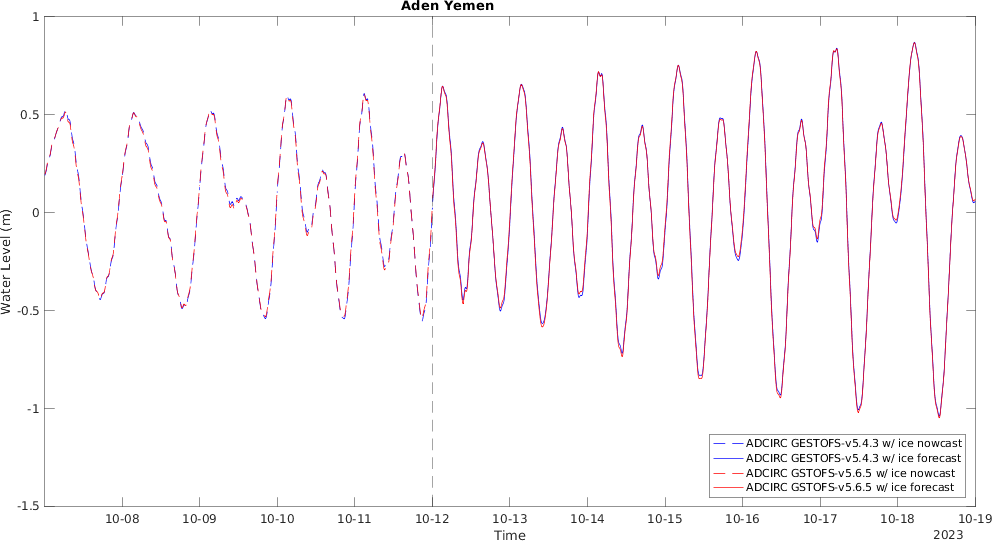 Aden Yemen
1
0.5
0
-0.5
-1
-1.5
Water Level (m)
10-08 10-09 10-10 10-11 10-12 10-13 10-14 10-15 10-16 10-17 10-18 10-19
Time
2023
ADCIRC GESTOFS-v5.4.3 w/ ice nowcast
ADCIRC GESTOFS-v5.4.3 w/ ice forecast
ADCIRC GSTOFS-v5.6.5 w/ ice nowcast
ADCIRC GSTOFS-v5.6.5 w/ ice forecast